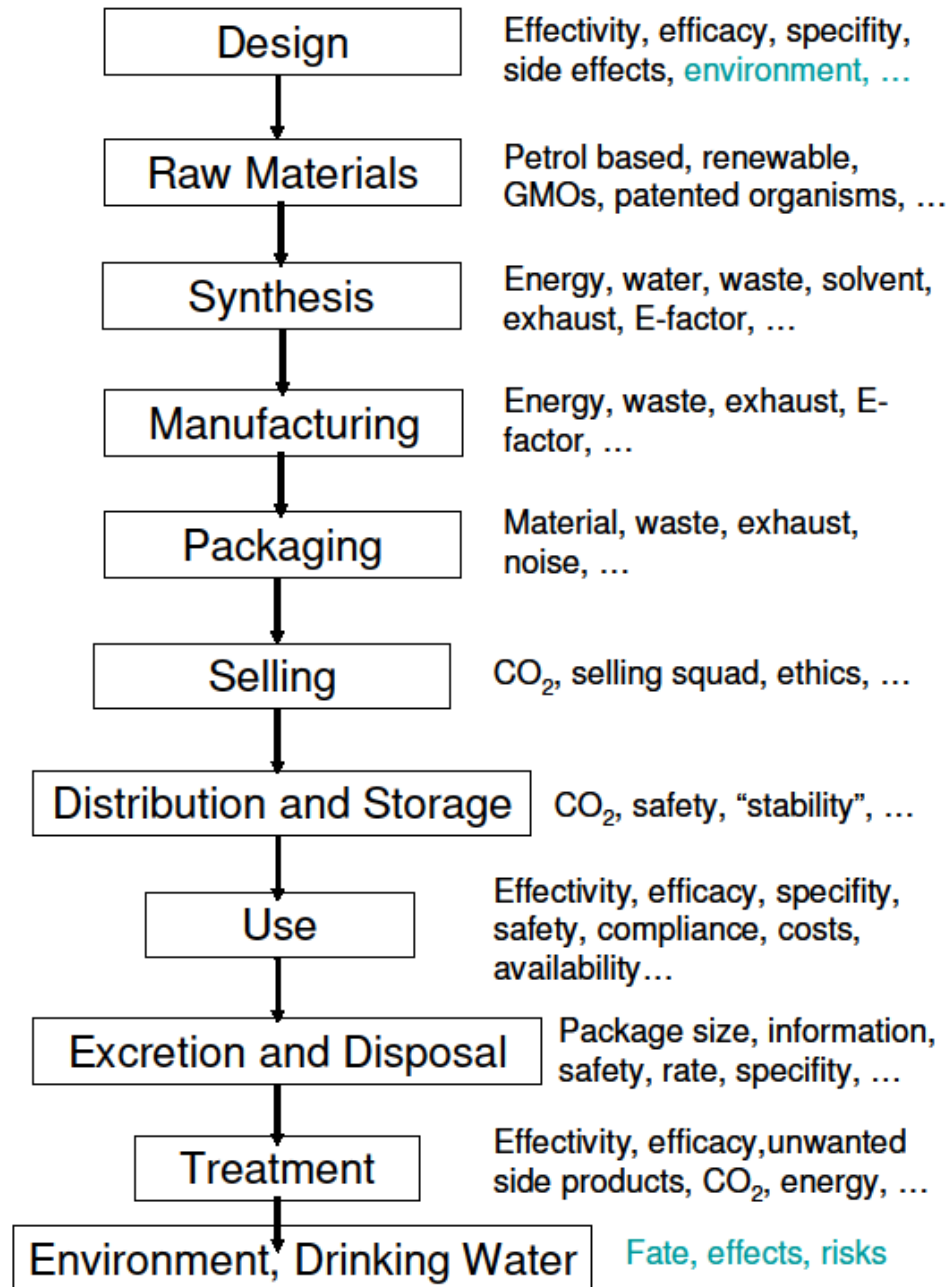 Design
Effectivity, efficacy, specifity,
side effects, environment, …
Raw Materials
Petrol based, renewable,
GMOs, patented organisms, …
Synthesis
Energy, water, waste, solvent,
exhaust, E-factor, …
Manufacturing
Energy, waste, exhaust, E-
factor, …
Packaging
Material, waste, exhaust,
noise, …
Selling
CO₂, selling squad, ethics, …
Distribution and Storage
CO₂, safety, “stability”, …
Use
Effectivity, efficacy, specifity,
safety, compliance, costs,
availability…
Excretion and Disposal
Package size, information,
safety, rate, specifity, …
Treatment
Effectivity, efficacy,unwanted
side products, CO₂, energy, …
Environment, Drinking Water
Fate, effects, risks